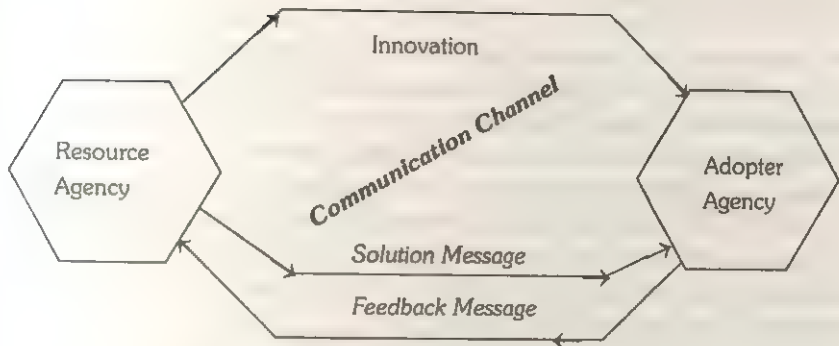 Innovation
Communication Channel
Resource
Agency
Adopter
Agency
Solution Message
Feedback Message